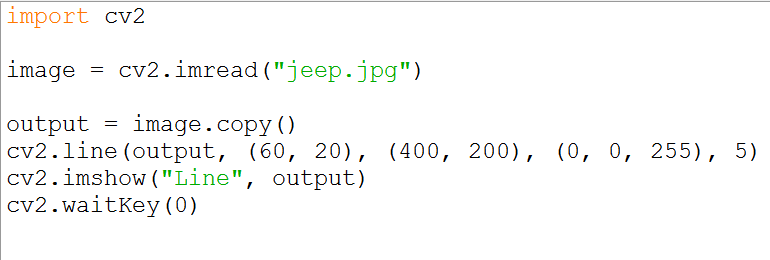 import cv2
image = cv2.imread("jeep.jpg")
output = image.copy()
cv2.line(output, (60, 20), (400, 200), (0, 0, 255), 5)
cv2.imshow("Line", output)
cv2.waitKey(0)